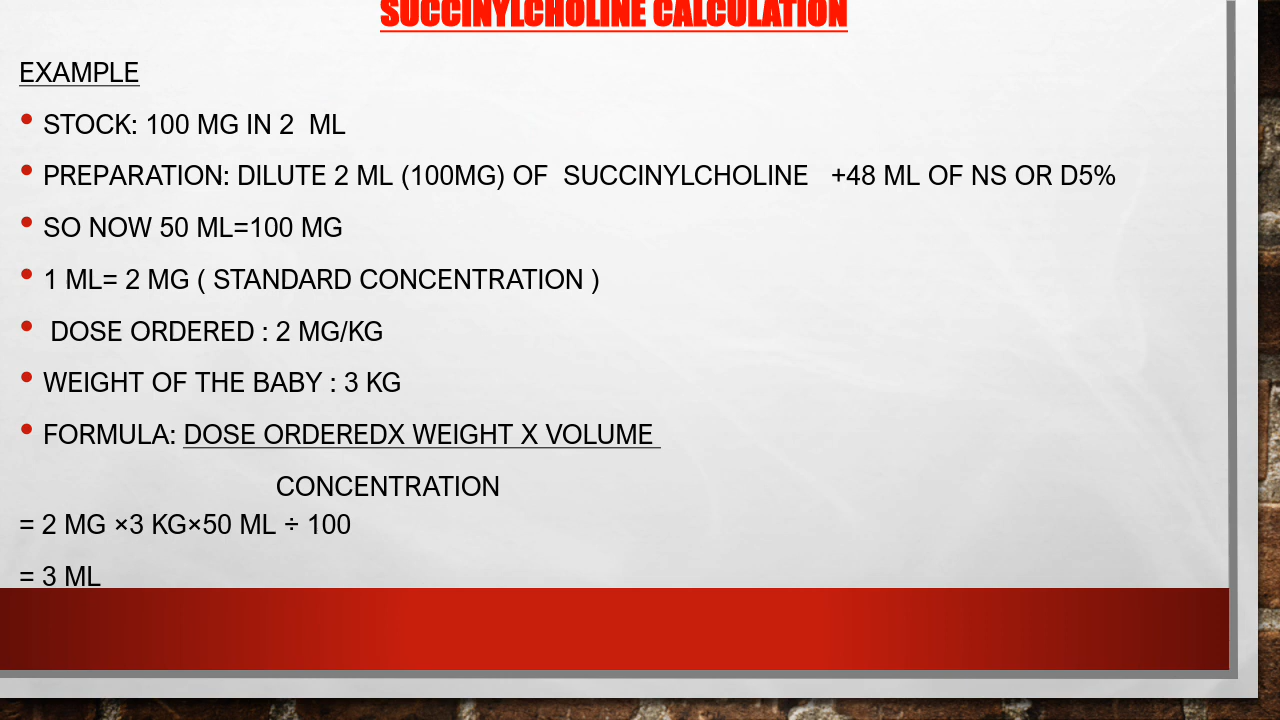 SUCCINYLCHOLINE CALCULATION
EXAMPLE
• STOCK: 100 MG IN 2 ML
• PREPARATION: DILUTE 2 ML (100MG) OF SUCCINYLCHOLINE +48 ML OF NS OR D5%
• SO NOW 50 ML=100 MG
• 1 ML= 2 MG ( STANDARD CONCENTRATION )
• DOSE ORDERED : 2 MG/KG
• WEIGHT OF THE BABY : 3 KG
• FORMULA: DOSE ORDEREDX WEIGHT X VOLUME
CONCENTRATION
= 2 MG ×3 KG×50 ML ÷ 100
= 3 ML